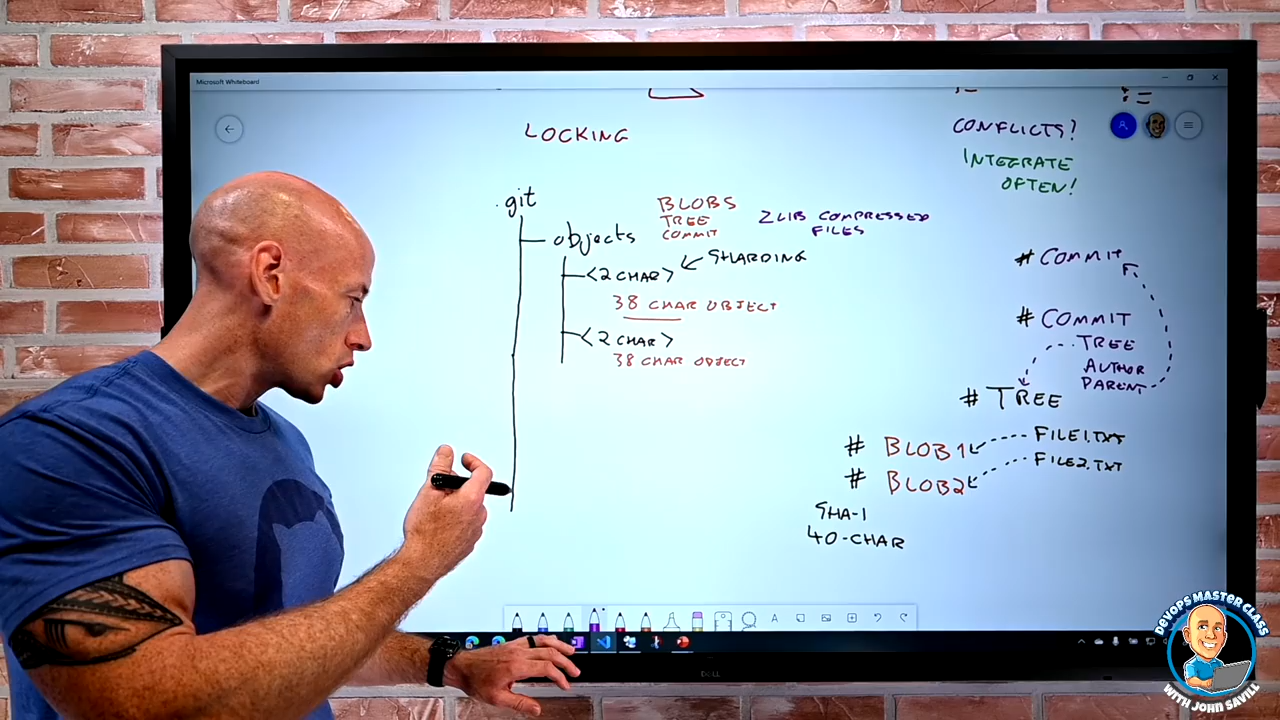 Microsoft Whiteboard
LOCKING
CONFLICTS?
INTEGRATE
OFTEN!
.git
objects
BLOBS
TREE
COMMIT
ZLIB COMPRESSED
FILES
<2 CHAR>
SHARDING
38 CHAR OBJECT
<2 CHAR>
38 CHAR OBJECT
# COMMIT
# COMMIT
TREE
AUTHOR
PARENT
# TREE
# BLOB1
FILE1.TXT
# BLOB2
FILE2.TXT
SHA-1
40-CHAR
DELL
DEVOPS MASTER CLASS
WITH JOHN SAVILL